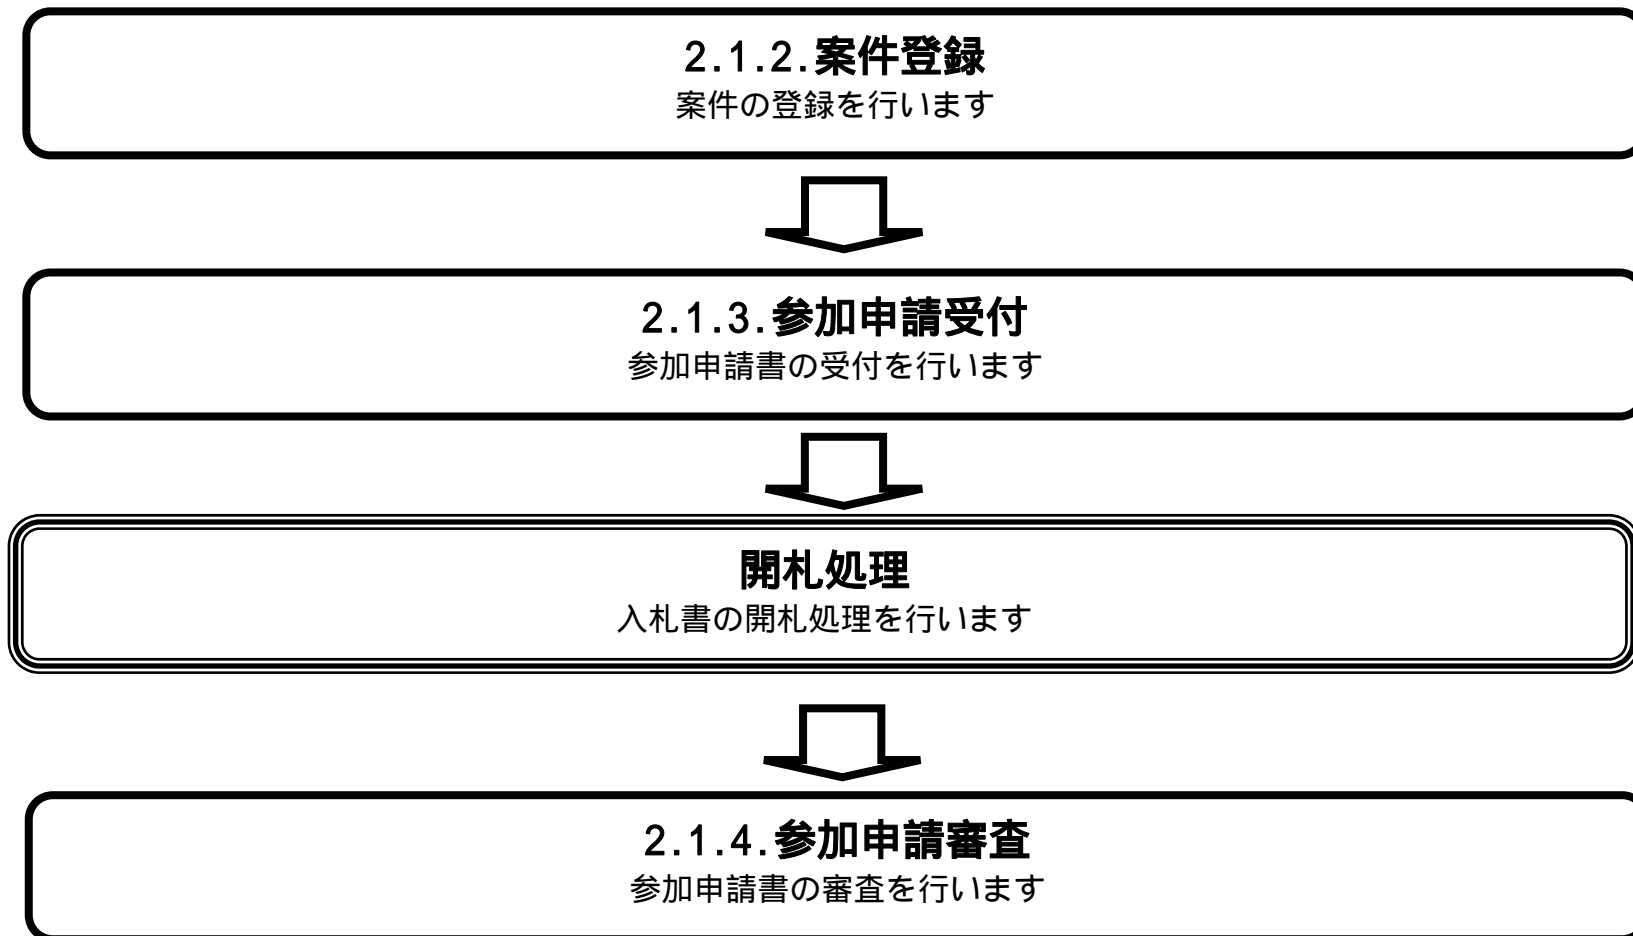 2.1.2.案件登録
案件の登録を行います
2.1.3.参加申請受付
参加申請書の受付を行います
開札処理
入札書の開札処理を行います
2.1.4.参加申請審査
参加申請書の審査を行います